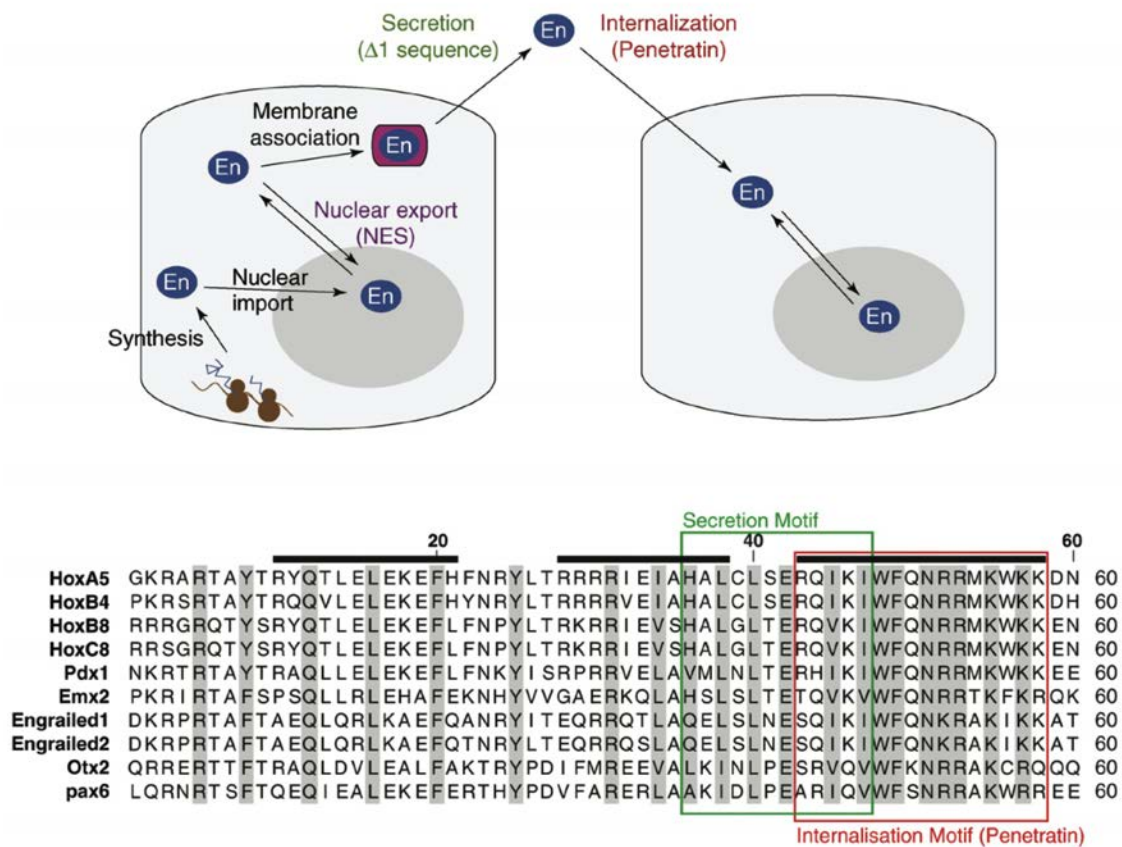 Secretion
(Δ1 sequence)
En
Internalization
(Penetratin)
Membrane
association
En
En
En
Nuclear export
(NES)
En
Nuclear
import
En
En
Synthesis
Secretion Motif
20 40 60
HoxA5 GKRARTAYTRYQTLELEKEFHFNRYLTRRRRIEIAHALCLSERQIKIWFQNRRMKWKKDN 60
HoxB4 PKRSRTAYTRQQVLELEKEFHYNRYLTRRRRVEIAHALCLSERQIKIWFQNRRMKWKKDH 60
HoxB8 RRRGRQTYSRYQTLELEKEFLFNPYLTRKRRIEVSHALGLTERQVKIWFQNRRMKWKKEN 60
HoxC8 RRSGRQTYSRYQTLELEKEFLFNPYLTRKRRIEVSHALGLTERQVKIWFQNRRMKWKKEN 60
Pdx1 NKRTRTAYTRAQLLELEKEFLFNKYISRPRRVELAVMLNLTERHIKIWFQNRRMKWKKEE 60
Emx2 PKRIRTAFSPSQLLRLEHAFEKNHYVVGAERKQLAHSLSLTETQVKVWFQNRRTKFKRQK 60
Engrailed1 DKRPRTAFTAEQLQRLKAEFQANRYITEQRRQTLAQELSLNESQIKIWFQNKRAKIKKAT 60
Engrailed2 DKRPRTAFTAEQLQRLKAEFQTNRYLTEQRRQSLAQELSLNESQIKIWFQNKRAKIKKAT 60
Otx2 QRRERTTFTRAQLDVLEALFAKTRYPDIFMREEVALKINLPESRVQVWFKNRRAKCRQQQ 60
pax6 LQRNRTSFTQEQIEALEKEFERTHYPDVFARERLAAKIDLPEARIQVWFSNRRAKWRREE 60
Internalisation Motif (Penetratin)